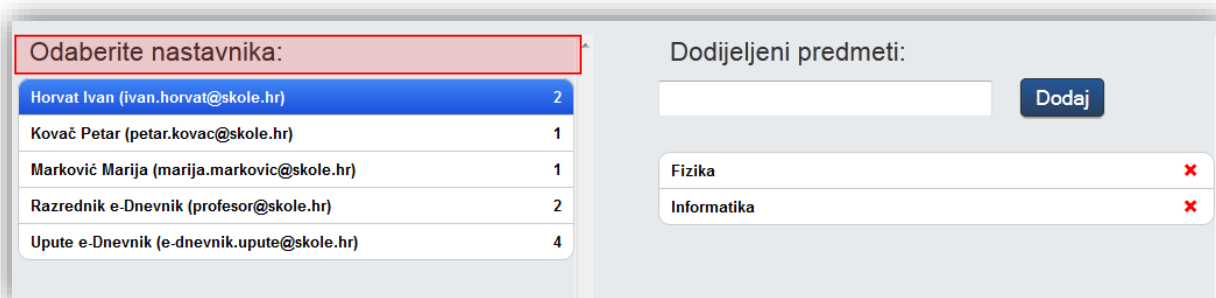 Odaberite nastavnika:
Horvat Ivan (ivan.horvat@skole.hr) 2
Kovač Petar (petar.kovac@skole.hr) 1
Marković Marija (marija.markovic@skole.hr) 1
Razrednik e-Dnevnik (profesor@skole.hr) 2
Upute e-Dnevnik (e-dnevnik.upute@skole.hr) 4
Dodijeljeni predmeti:
Dodaj
Fizika
Informatika